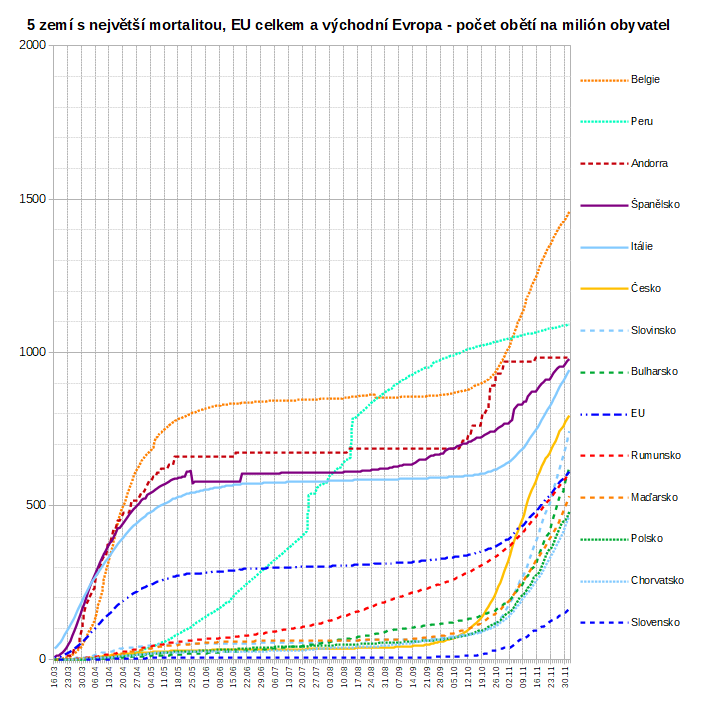 5 zemí s největší mortalitou, EU celkem a východní Evropa - počet obětí na milión obyvatel
2000
1500
1000
500
0
16.03
23.03
30.03
06.04
13.04
20.04
27.04
04.05
11.05
18.05
25.05
01.06
08.06
15.06
22.06
29.06
06.07
13.07
20.07
27.07
03.08
10.08
17.08
24.08
31.08
07.09
14.09
21.09
28.09
05.10
12.10
19.10
26.10
02.11
09.11
16.11
23.11
30.11
Belgie
Peru
Andorra
Španělsko
Itálie
Česko
Slovinsko
Bulharsko
EU
Rumunsko
Maďarsko
Polsko
Chorvatsko
Slovensko